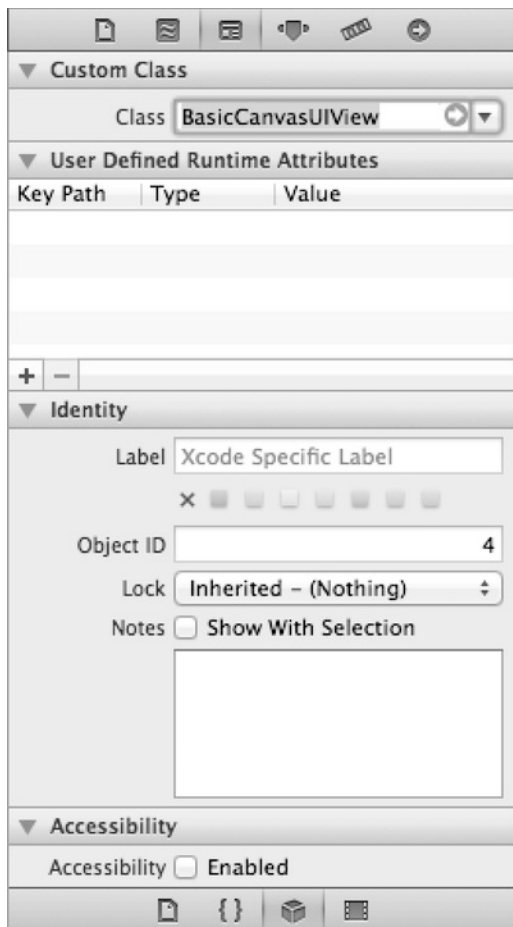 Custom Class
Class BasicCanvasUIView
User Defined Runtime Attributes
Key Path Type Value
Identity
Label Xcode Specific Label
Object ID 4
Lock Inherited – (Nothing)
Notes Show With Selection
Accessibility
Accessibility Enabled
{ }